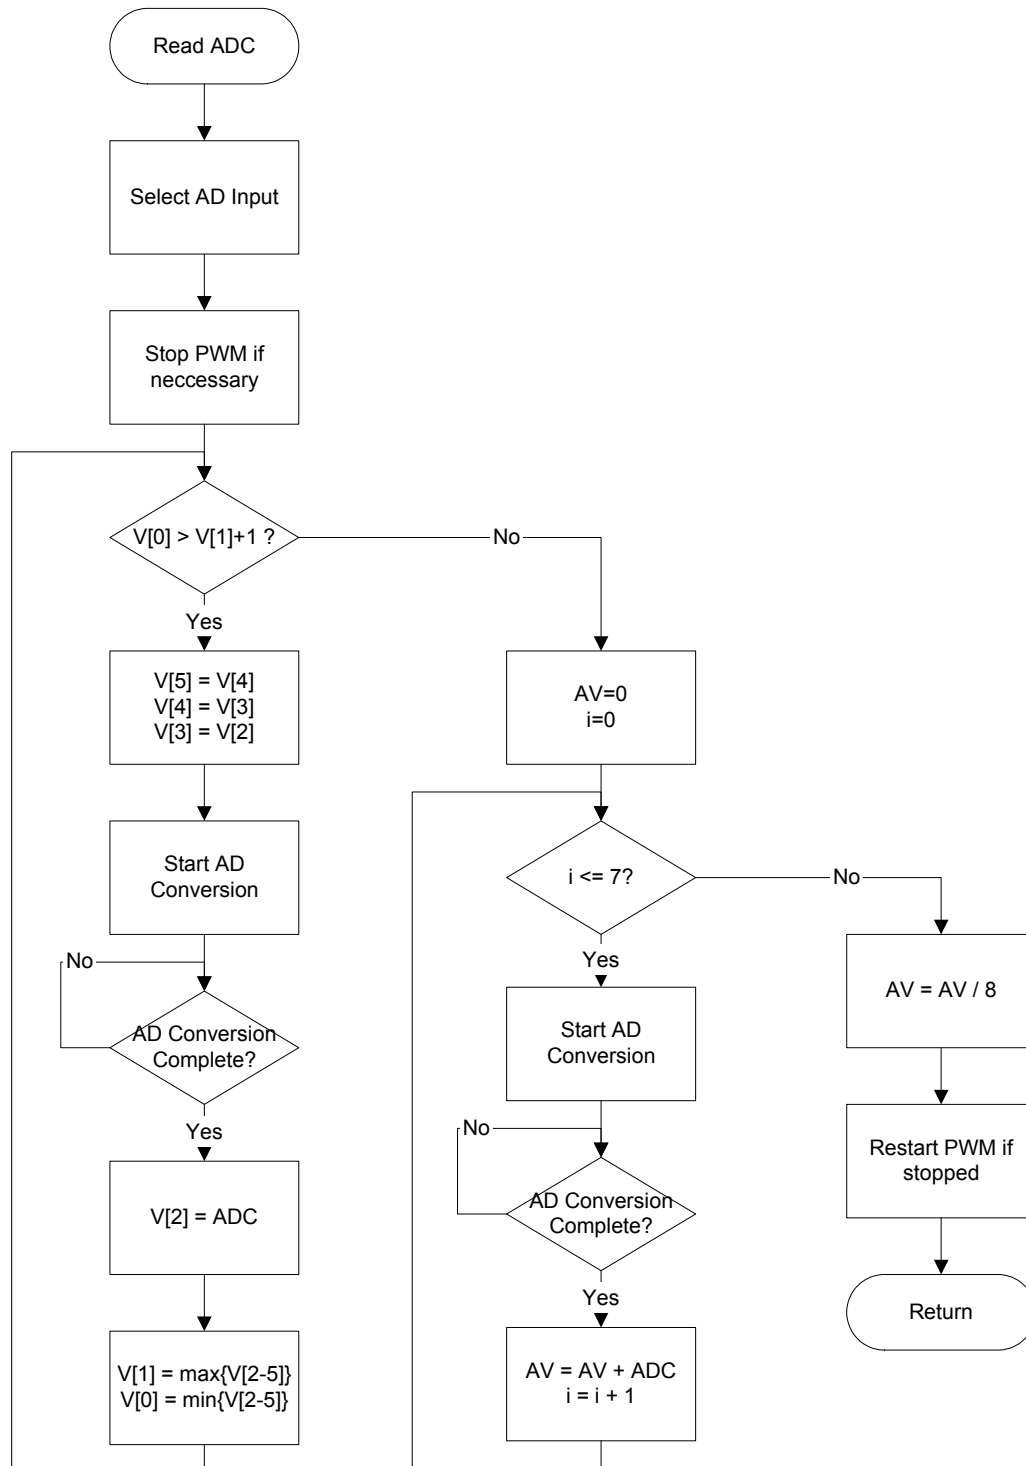 Read ADC
Select AD Input
Stop PWM if
neccessary
V[0] > V[1]+1 ?
No
Yes
V[5] = V[4]
V[4] = V[3]
V[3] = V[2]
Start AD
Conversion
No
AD Conversion
Complete?
Yes
V[2] = ADC
V[1] = max{V[2-5]}
V[0] = min{V[2-5]}
AV=0
i=0
i <= 7?
No
Yes
Start AD
Conversion
No
AD Conversion
Complete?
Yes
AV = AV + ADC
i = i + 1
AV = AV / 8
Restart PWM if
stopped
Return